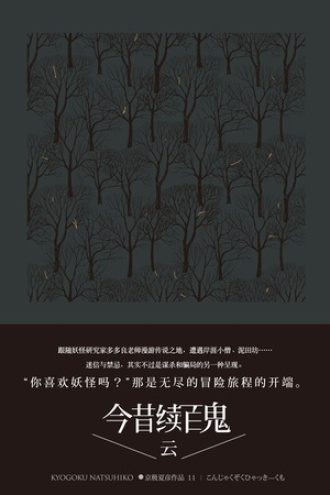 跟随妖怪研究家多多良老师漫游传说之地，遭遇岸涯小僧、泥田坊……
迷信与禁忌，其实不过是谋杀和骗局的另一种呈现。
“你喜欢妖怪吗？”那是无尽的冒险旅程的开端。
今昔续百鬼
云
KYOGOKU NATSUHIKO ● 京极夏彦作品 11 | こんじゃくぞくひゃっき—くも